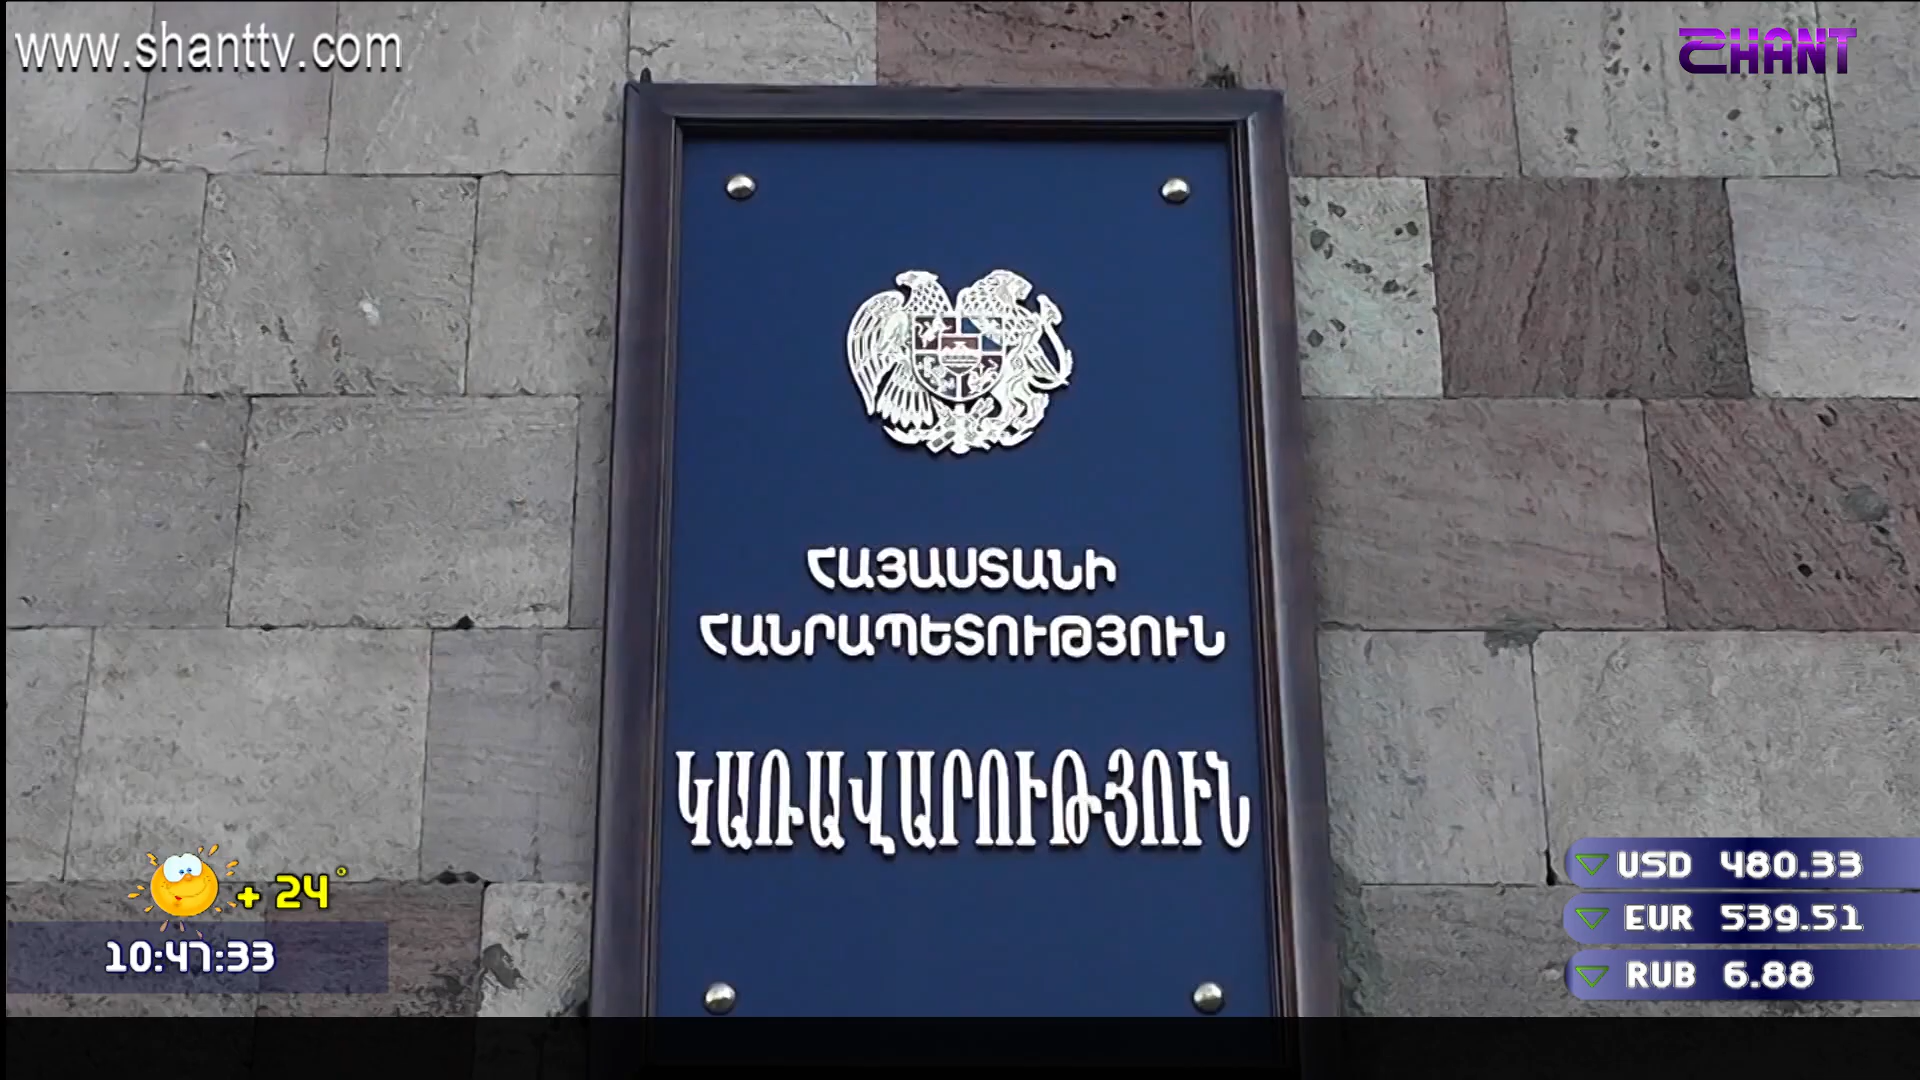 www.shanttv.com
SHANT
ՀԱՅԱՍՏԱՆԻ
ՀԱՆՐԱՊԵՏՈՒԹՅՈՒՆ
ԿԱՌԱՎԱՐՈՒԹՅՈՒՆ
+ 24°
10:47:33
USD 480.33
EUR 539.51
RUB 6.88